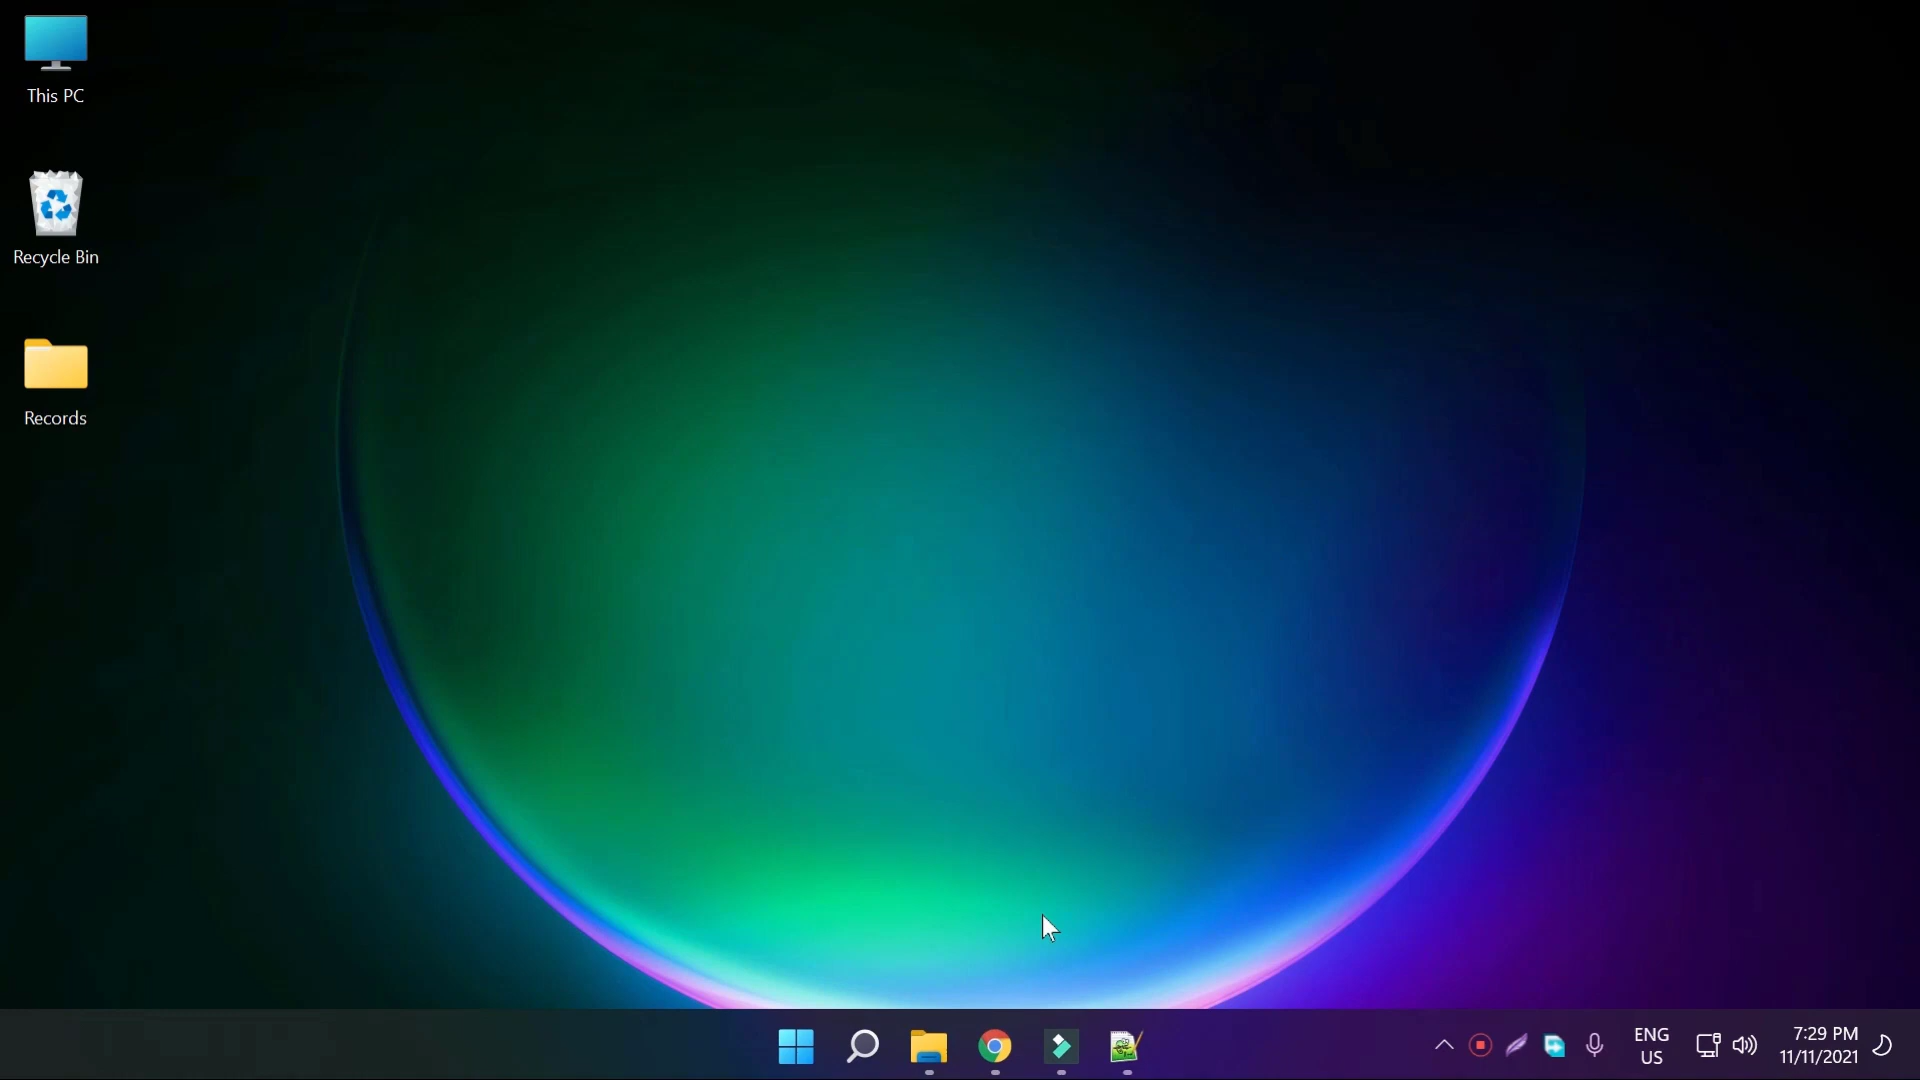 This PC
Recycle Bin
Records
ENG
US
7:29 PM
11/11/2021